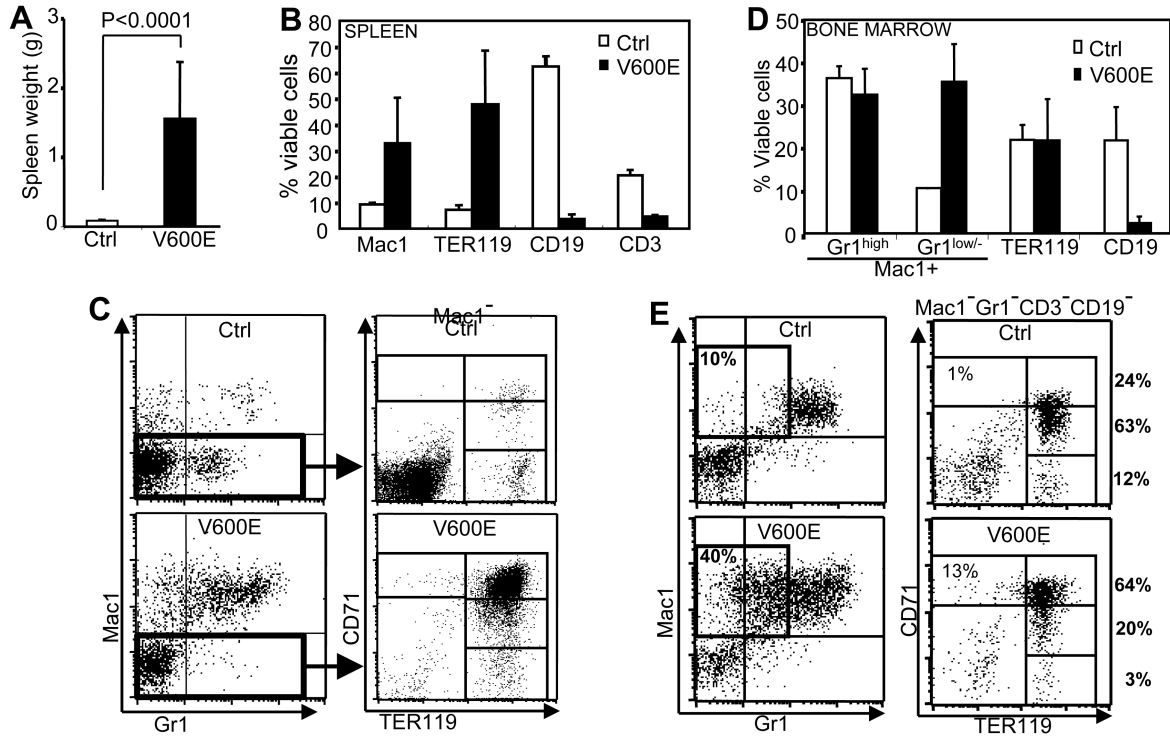 A
P<0.0001
Spleen weight (g)
3
2
1
0
Ctrl
V600E
B
SPLEEN
Ctrl
V600E
% viable cells
80
70
60
50
40
30
20
10
0
Mac1
TER119
CD19
CD3
D
BONE MARROW
Ctrl
V600E
% Viable cells
50
40
30
20
10
0
Gr1high
Gr1low/-
TER119
CD19
Mac1+
C
Ctrl
Mac1-
Ctrl
V600E
V600E
Mac1
Gr1
CD71
TER119
E
Ctrl
10%
Mac1-Gr1-CD3-CD19-
Ctrl
1%
24%
63%
12%
V600E
40%
V600E
13%
64%
20%
3%
Mac1
Gr1
CD71
TER119